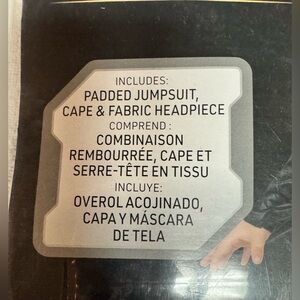 INCLUDES:
PADDED JUMPSUIT,
CAPE & FABRIC HEADPIECE
COMPREND :
COMBINAISON
REMBOURRÉE, CAPE ET
SERRE-TÊTE EN TISSU
INCLUYE:
OVEROL ACOJINADO,
CAPA Y MÁSCARA
DE TELA